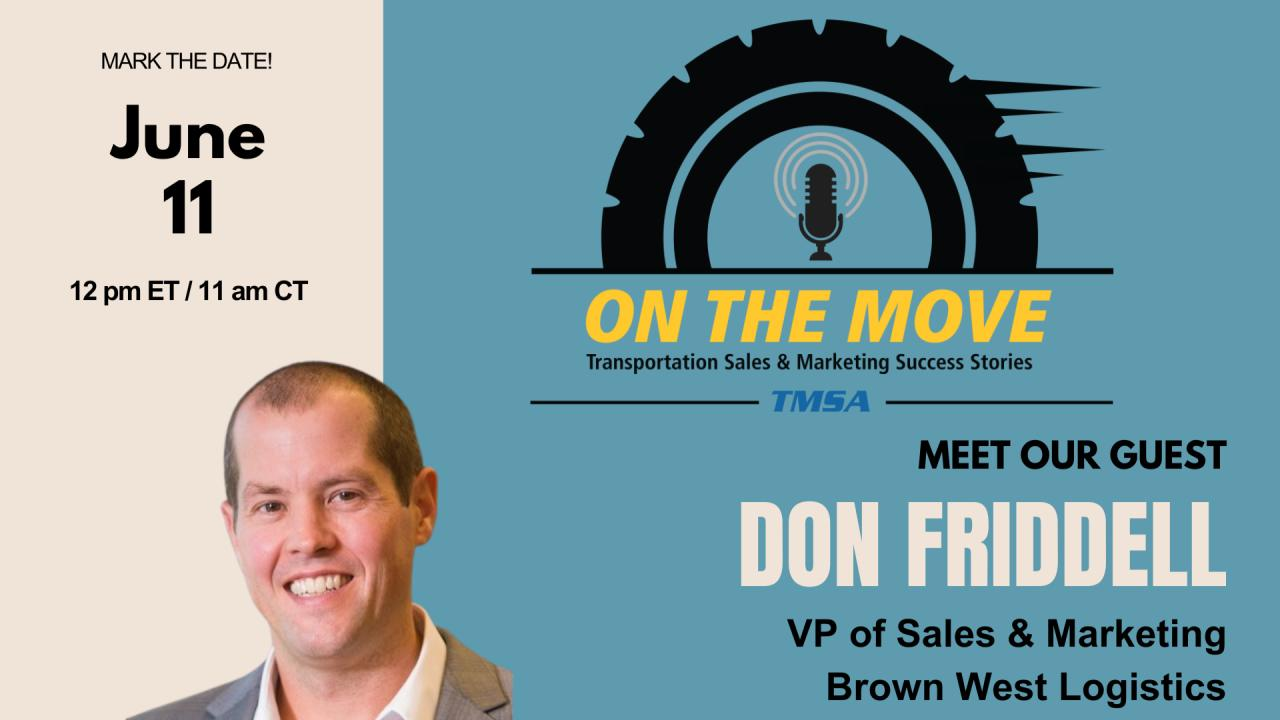 MARK THE DATE!
June
11
12 pm ET / 11 am CT
ON THE MOVE
Transportation Sales & Marketing Success Stories
TMSA
MEET OUR GUEST
DON FRIDDELL
VP of Sales & Marketing
Brown West Logistics